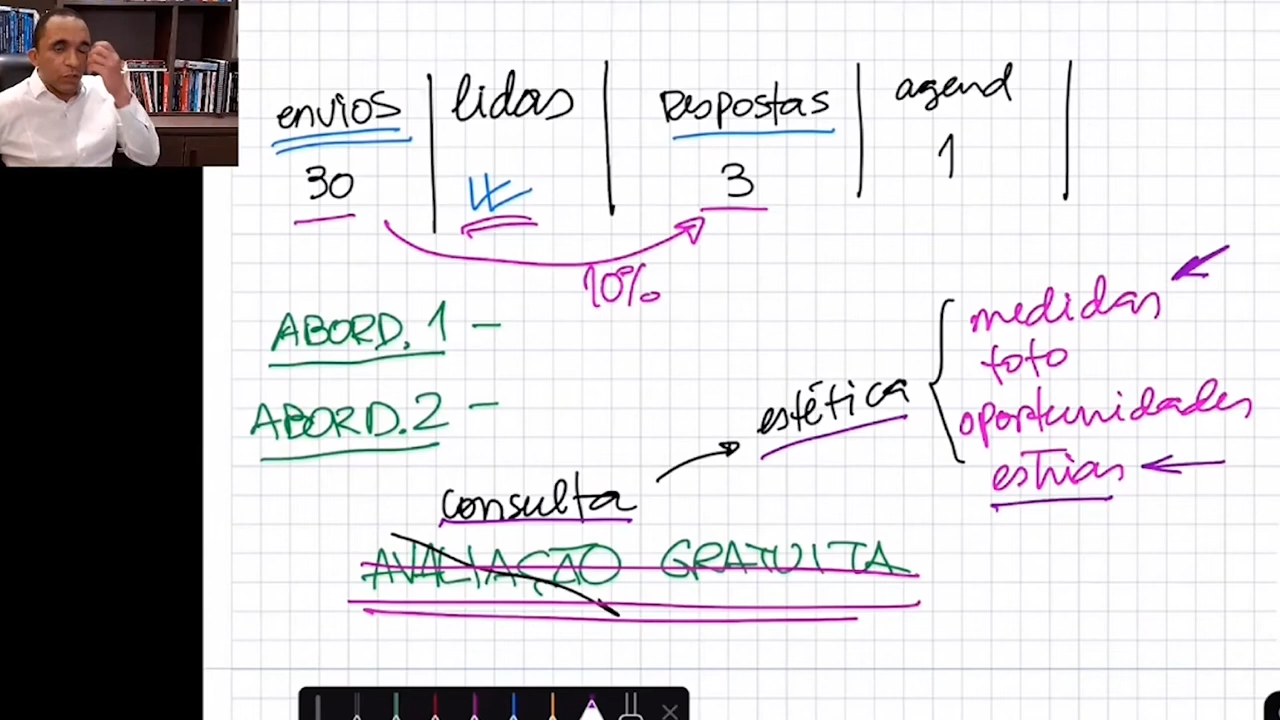 envios lidas Respostas agend
30 3 1
10%
ABORD. 1 -
ABORD. 2 -
medidas
foto
estética
oportunidades
estrias
consulta
AVALIAÇÃO GRATUITA